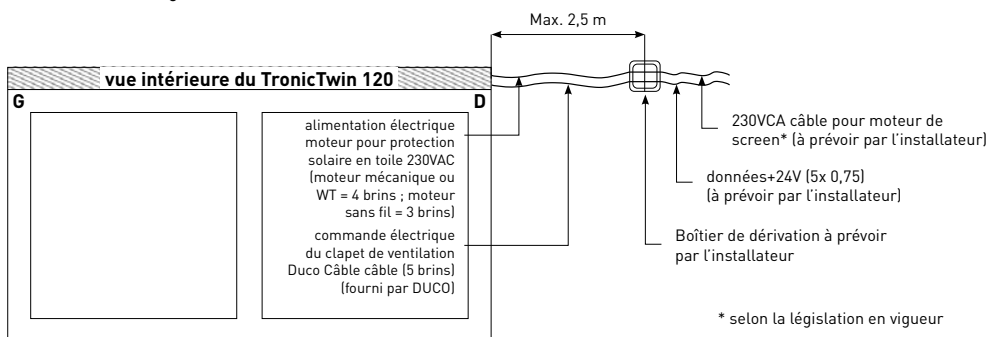 Max. 2,5 m
vue intérieure du TronicTwin 120
G
D
alimentation électrique
moteur pour protection
solaire en toile 230VAC
(moteur mécanique ou
WT = 4 brins ; moteur
sans fil = 3 brins)
commande électrique
du clapet de ventilation
Duco Câble câble (5 brins)
(fourni par DUCO)
230VCA câble pour moteur de
screen* (à prévoir par l'installateur)
données+24V (5x 0,75)
(à prévoir par l'installateur)
Boîtier de dérivation à prévoir
par l'installateur
* selon la législation en vigueur